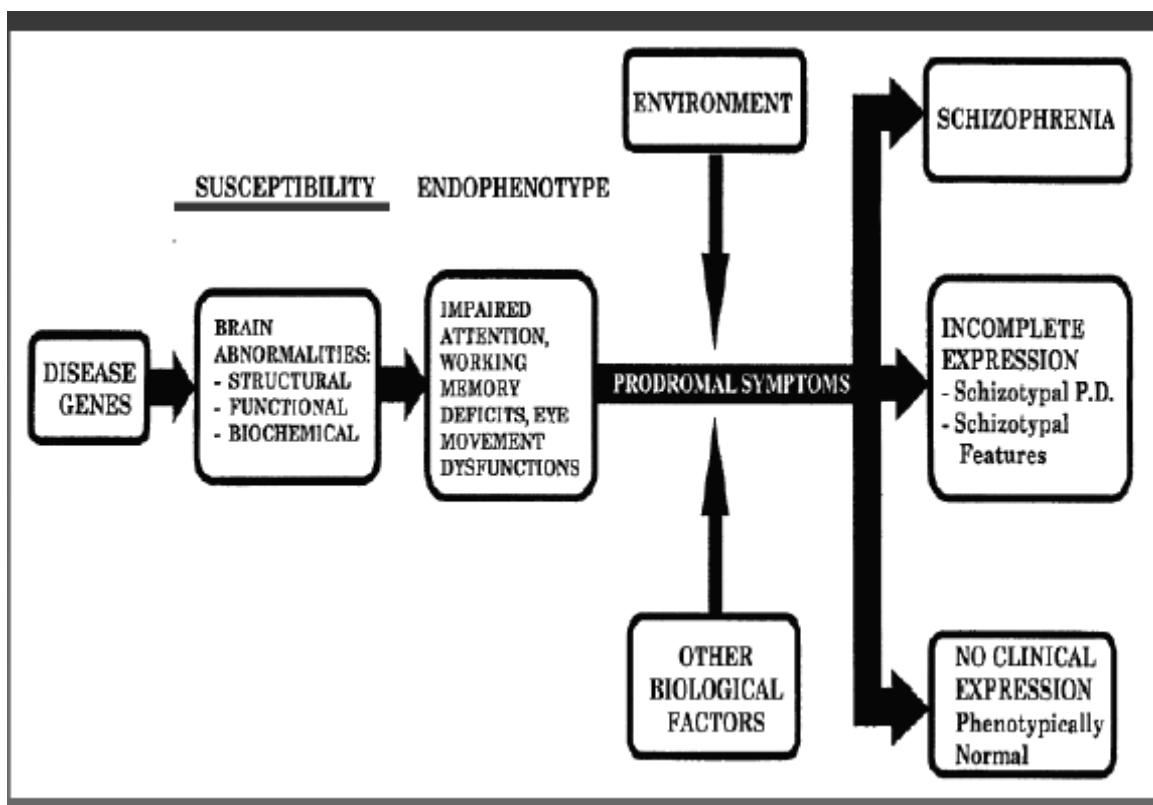 ENVIRONMENT
SCHIZOPHRENIA
SUSCEPTIBILITY
ENDOPHENOTYPE
DISEASE
GENES
BRAIN
ABNORMALITIES:
- STRUCTURAL
- FUNCTIONAL
- BIOCHEMICAL
IMPAIRED
ATTENTION,
WORKING
MEMORY
DEFICITS, EYE
MOVEMENT
DYSFUNCTIONS
PRODROMAL SYMPTOMS
INCOMPLETE
EXPRESSION
- Schizotypal P.D.
- Schizotypal
Features
OTHER
BIOLOGICAL
FACTORS
NO CLINICAL
EXPRESSION
Phenotypically
Normal